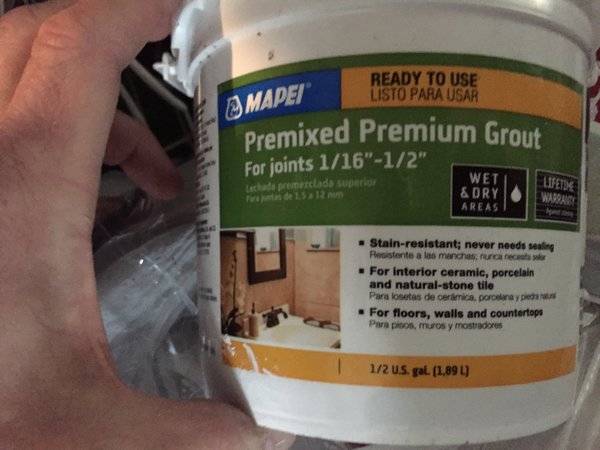 MAPEI®
READY TO USE
LISTO PARA USAR
Premixed Premium Grout
For joints 1/16"-1/2"
Lechada premezclada superior
Para juntas de 1.5 a 12 mm
WET
& DRY
AREAS
LIFETIME
WARRANTY
Against staining
▪ Stain-resistant; never needs sealing
Resistente a las manchas; nunca necesita sellar
▪ For interior ceramic, porcelain
and natural-stone tile
Para losetas de cerámica, porcelana y piedra natural
▪ For floors, walls and countertops
Para pisos, muros y mostradores
1/2 U.S. gal. (1,89 L)